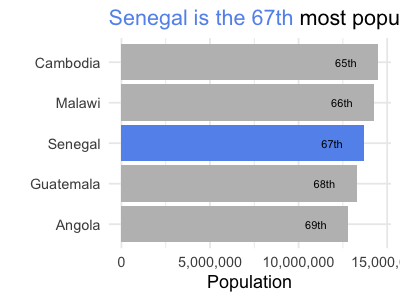 Senegal is the 67th most popu
Cambodia 65th
Malawi 66th
Senegal 67th
Guatemala 68th
Angola 69th
0 5,000,000 10,000,000 15,000,0
Population